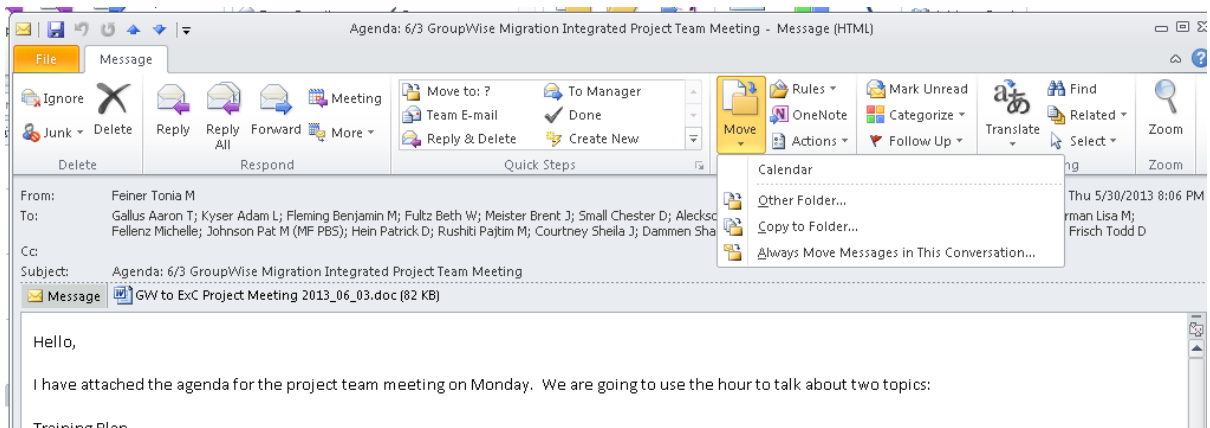 Agenda: 6/3 GroupWise Migration Integrated Project Team Meeting - Message (HTML)
File Message
Ignore
Junk
Delete
Delete
Reply
Reply All
Forward
Meeting
More
Respond
Move to: ?
Team E-mail
Reply & Delete
To Manager
Done
Create New
Quick Steps
Move
Rules
OneNote
Actions
Mark Unread
Categorize
Follow Up
Translate
Find
Related
Select
Zoom
Zoom
Calendar
Other Folder...
Copy to Folder...
Always Move Messages in This Conversation...
From: Feiner Tonia M Thu 5/30/2013 8:06 PM
To: Gallus Aaron T; Kyser Adam L; Fleming Benjamin M; Fultz Beth W; Meister Brent J; Small Chester D; Lisa M;
Fellenz Michelle; Johnson Pat M (MF PBS); Hein Patrick D; Rushiti Pajtim M; Courtney Sheila J; Dammen Frisch Todd D
Cc:
Subject: Agenda: 6/3 GroupWise Migration Integrated Project Team Meeting
Message GW to ExC Project Meeting 2013_06_03.doc (82 KB)
Hello,
I have attached the agenda for the project team meeting on Monday. We are going to use the hour to talk about two topics:
Training Plan